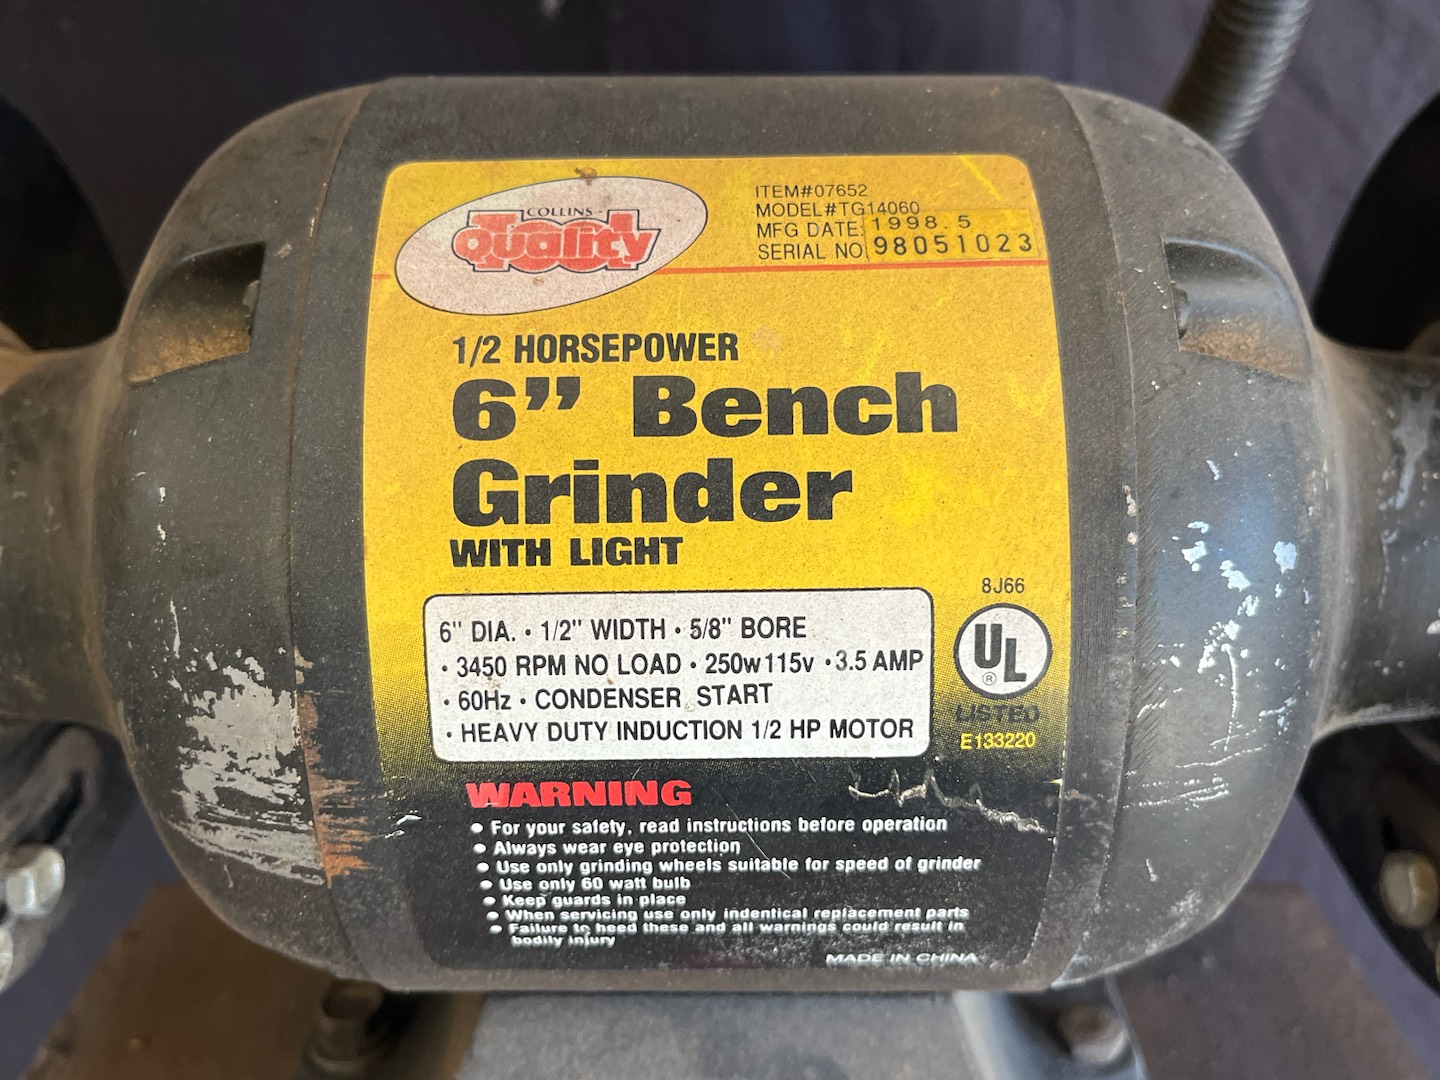 COLLINS
Quality
Tool
ITEM#07652
MODEL#TG14060
MFG DATE: 1998.5
SERIAL NO. 98051023
1/2 HORSEPOWER
6" Bench
Grinder
WITH LIGHT
6" DIA. • 1/2" WIDTH • 5/8" BORE
• 3450 RPM NO LOAD • 250w 115v • 3.5 AMP
• 60Hz • CONDENSER START
• HEAVY DUTY INDUCTION 1/2 HP MOTOR
8J66
UL
®
LISTED
E133220
WARNING
• For your safety, read instructions before operation
• Always wear eye protection
• Use only grinding wheels suitable for speed of grinder
• Use only 60 watt bulb
• Keep guards in place
• When servicing use only indentical replacement parts
• Failure to heed these and all warnings could result in
bodily injury
MADE IN CHINA